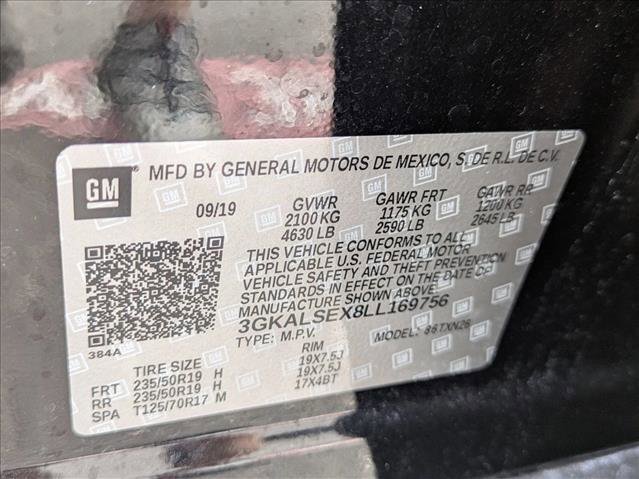 GM
MFD BY GENERAL MOTORS DE MEXICO, S. DE R.L. DE C.V.
09/19 GVWR GAWR FRT GAWR RR
2100 KG 1175 KG 1200 KG
4630 LB 2590 LB 2645 LB
THIS VEHICLE CONFORMS TO ALL
APPLICABLE U.S. FEDERAL MOTOR
VEHICLE SAFETY AND THEFT PREVENTION
STANDARDS IN EFFECT ON THE DATE OF
MANUFACTURE SHOWN ABOVE.
3GKALSEX8LL169756
384A
TYPE: M.P.V. MODEL: 86TXN26
TIRE SIZE RIM
FRT 235/50R19 H 19X7.5J
RR 235/50R19 H 19X7.5J
SPA T125/70R17 M 17X4BT